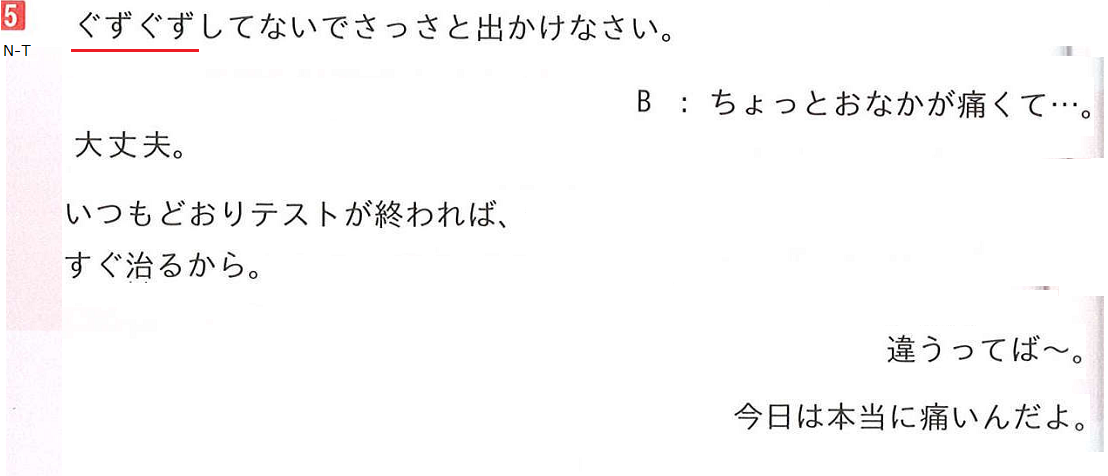 5
ぐずぐずしてないでさっさと出かけなさい。
N-T
B : ちょっとおなかが痛くて…。
大丈夫。
いつもどおりテストが終われば、
すぐ治るから。
違うってば～。
今日は本当に痛いんだよ。